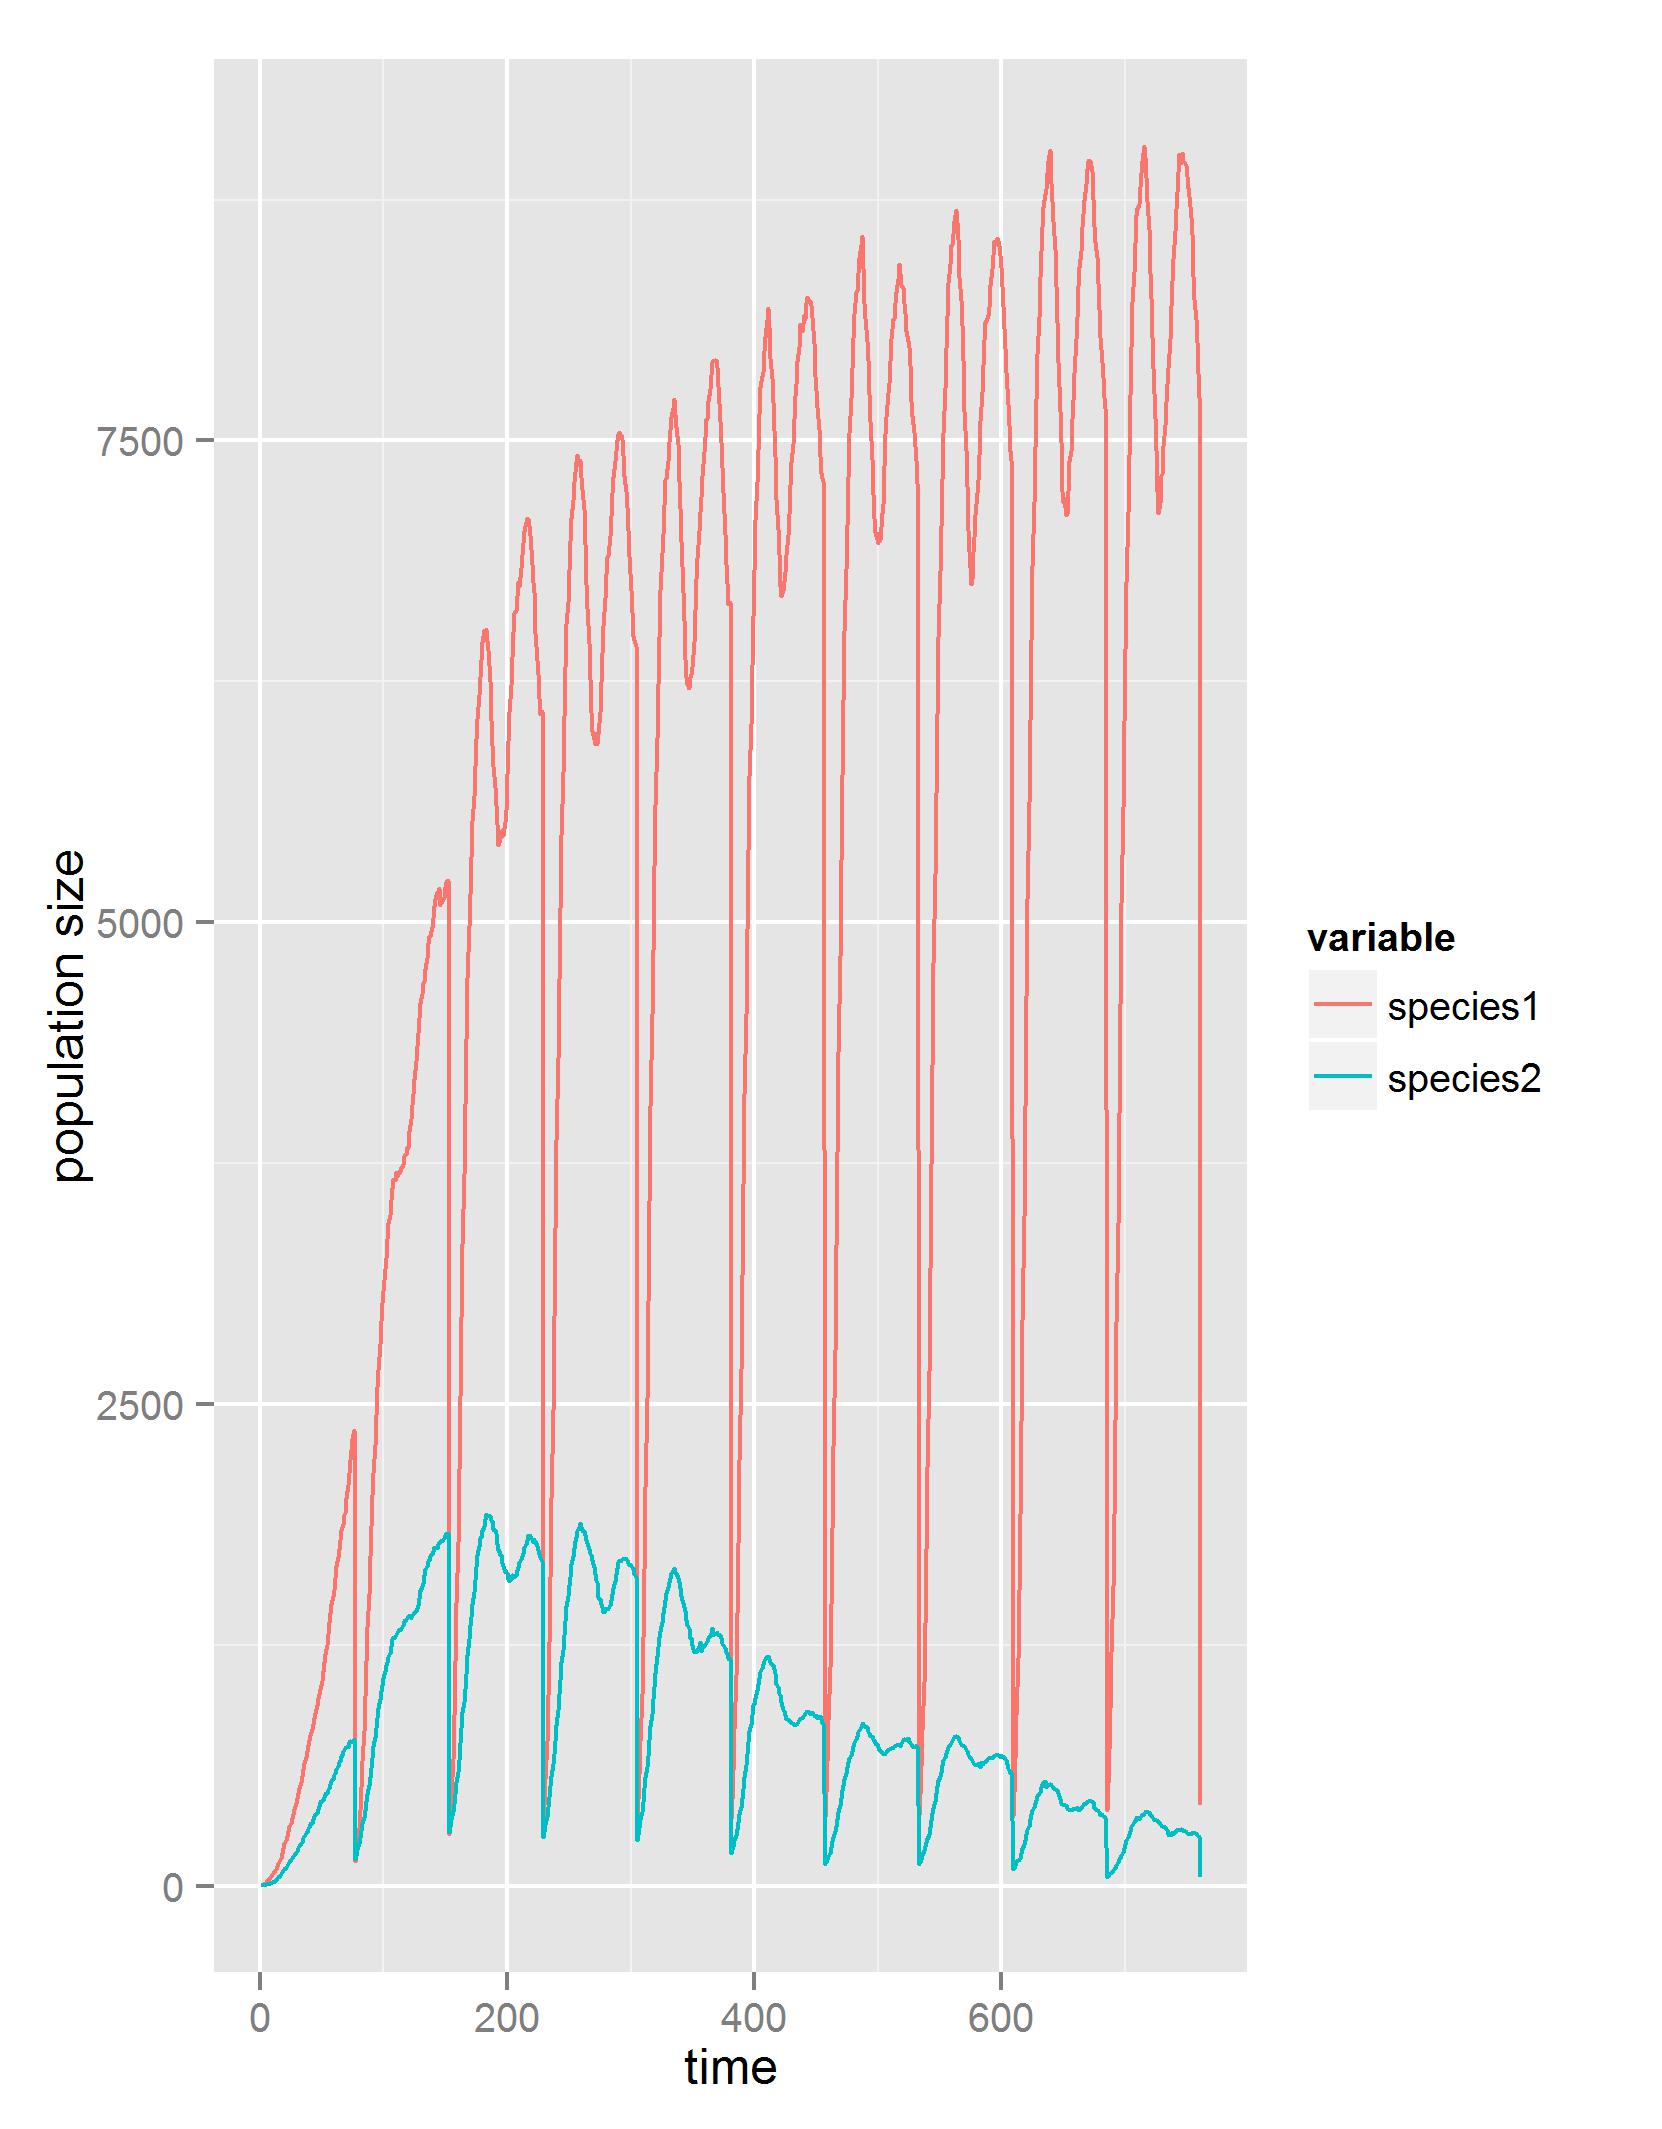 population size
7500
5000
2500
0
0 200 400 600
time
variable
species1
species2